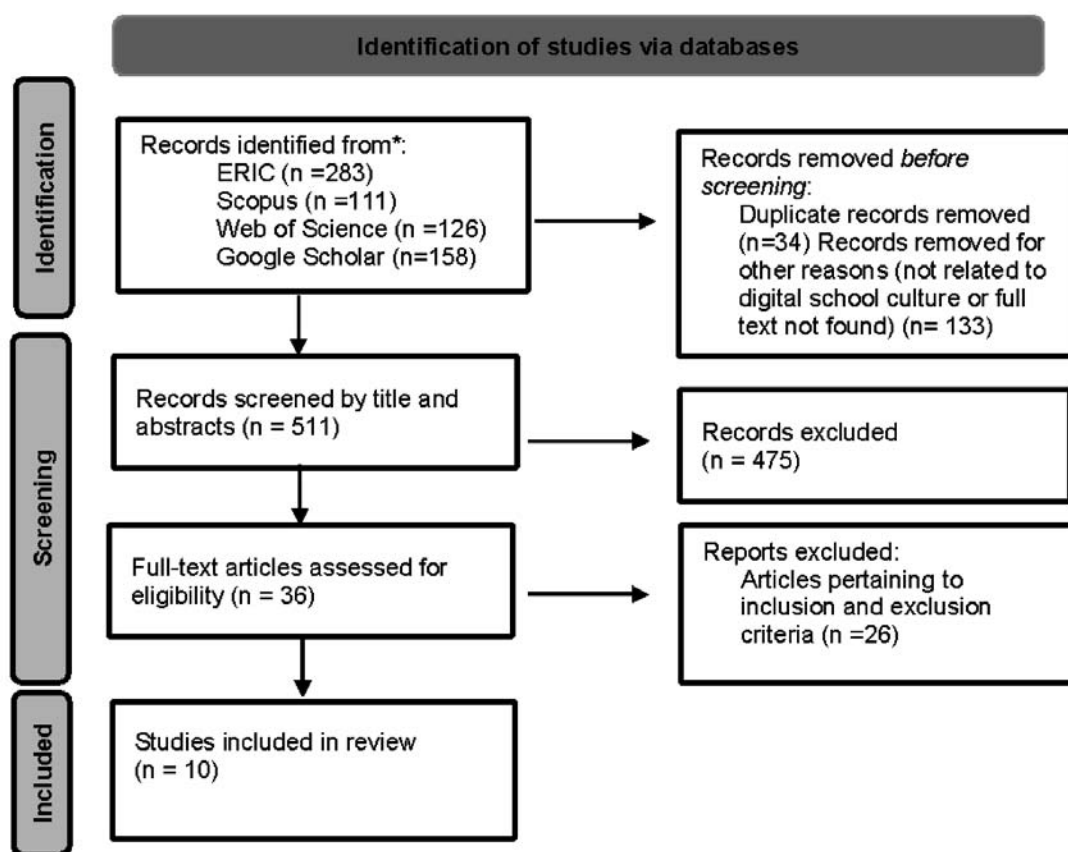 Identification of studies via databases
Identification
Records identified from*:
ERIC (n =283)
Scopus (n =111)
Web of Science (n =126)
Google Scholar (n=158)
Records removed before
screening:
Duplicate records removed
(n=34) Records removed for
other reasons (not related to
digital school culture or full
text not found) (n= 133)
Screening
Records screened by title and
abstracts (n = 511)
Records excluded
(n = 475)
Full-text articles assessed for
eligibility (n = 36)
Reports excluded:
Articles pertaining to
inclusion and exclusion
criteria (n =26)
Included
Studies included in review
(n = 10)